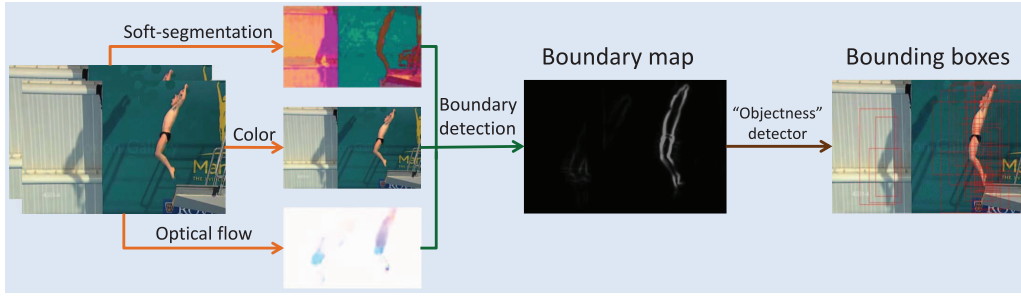 Soft-segmentation
Color
Optical flow
Boundary
detection
Boundary map
"Objectness"
detector
Bounding boxes